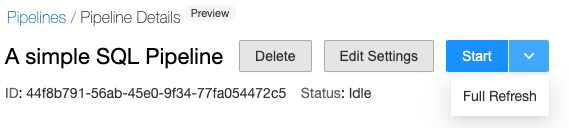 Pipelines / Pipeline Details Preview
A simple SQL Pipeline Delete Edit Settings Start
Full Refresh
ID: 44f8b791-56ab-45e0-9f34-77fa054472c5 Status: Idle